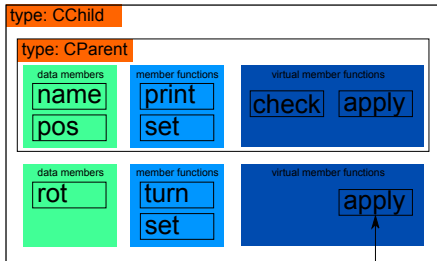 type: CChild
type: CParent
data members member functions virtual member functions
name print check apply
pos set
data members member functions virtual member functions
rot turn apply
set